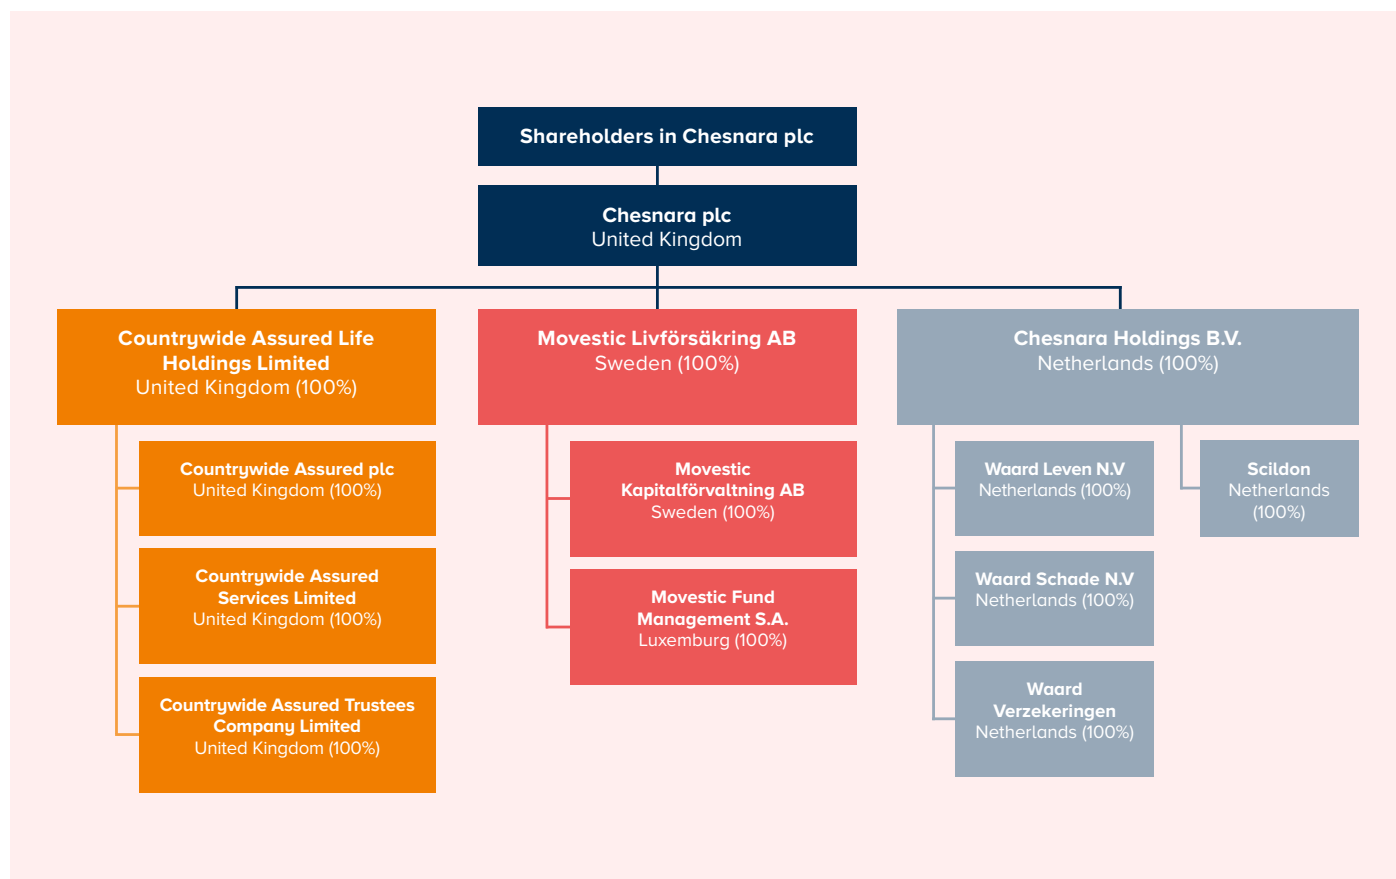 Shareholders in Chesnara plc
Chesnara plc
United Kingdom
Countrywide Assured Life
Holdings Limited
United Kingdom (100%)
Countrywide Assured plc
United Kingdom (100%)
Countrywide Assured
Services Limited
United Kingdom (100%)
Countrywide Assured Trustees
Company Limited
United Kingdom (100%)
Movestic Livförsäkring AB
Sweden (100%)
Movestic
Kapitalförvaltning AB
Sweden (100%)
Movestic Fund
Management S.A.
Luxemburg (100%)
Chesnara Holdings B.V.
Netherlands (100%)
Waard Leven N.V
Netherlands (100%)
Waard Schade N.V
Netherlands (100%)
Waard
Verzekeringen
Netherlands (100%)
Scildon
Netherlands
(100%)